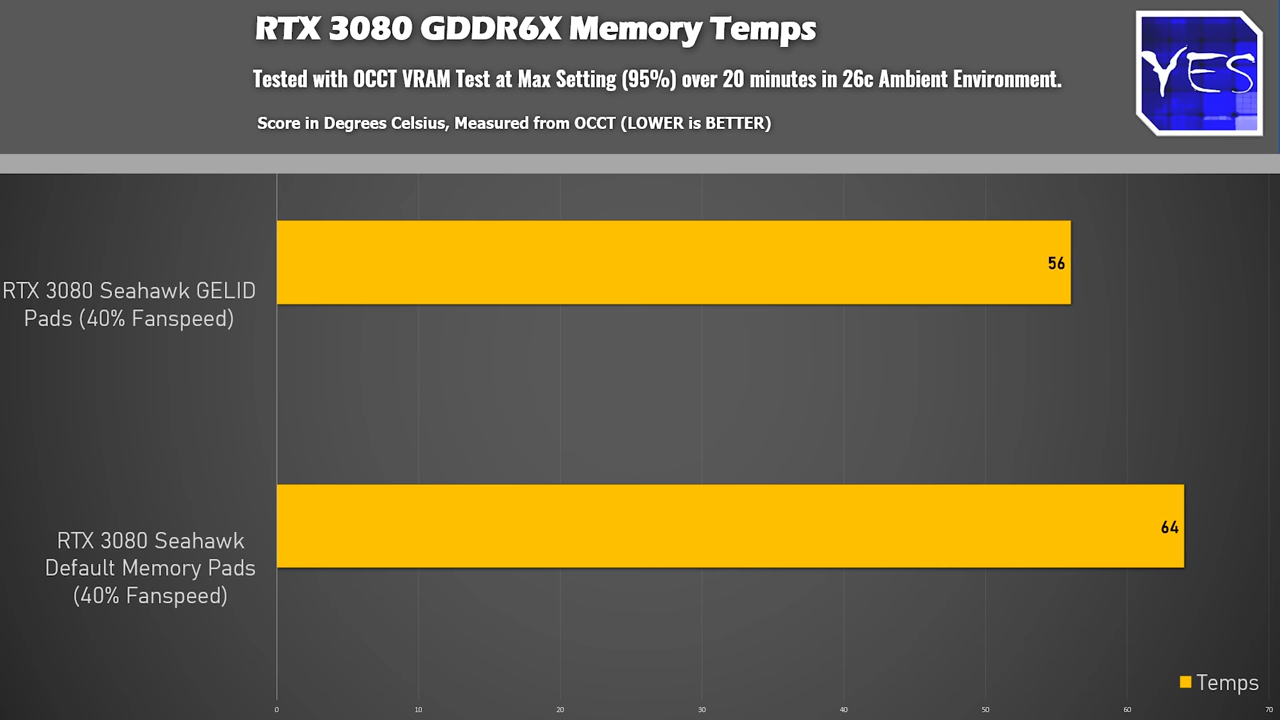 RTX 3080 GDDR6X Memory Temps
Tested with OCCT VRAM Test at Max Setting (95%) over 20 minutes in 26c Ambient Environment.
Score in Degrees Celsius, Measured from OCCT (LOWER is BETTER)
YES
RTX 3080 Seahawk GELID
Pads (40% Fanspeed)
56
RTX 3080 Seahawk
Default Memory Pads
(40% Fanspeed)
64
Temps
0 10 20 30 40 50 60 70